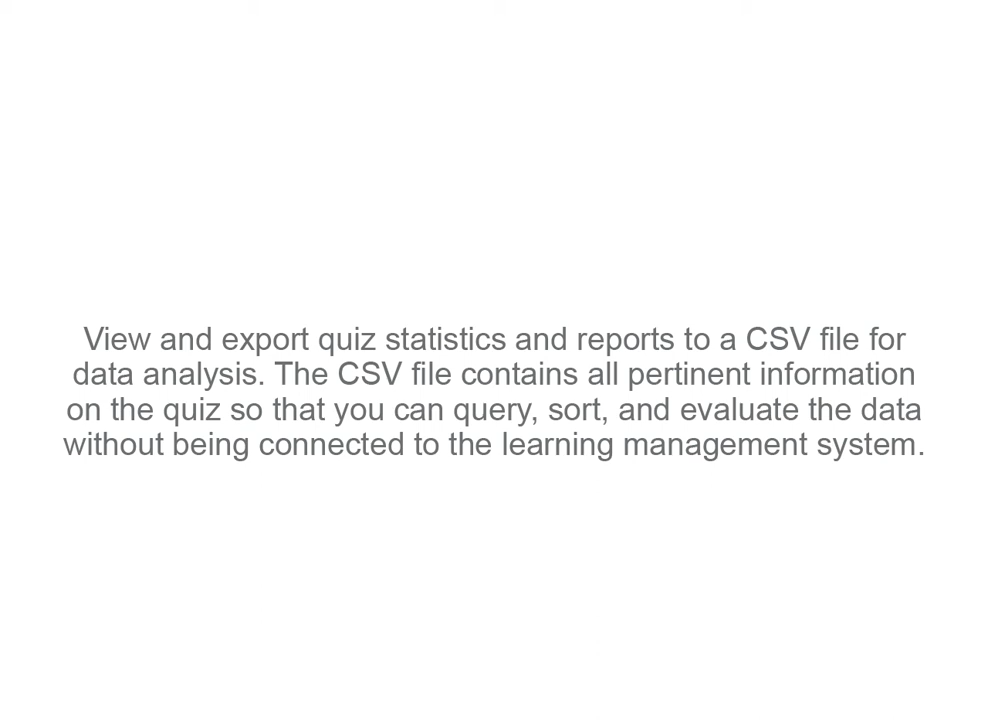 View and export quiz statistics and reports to a CSV file for
data analysis. The CSV file contains all pertinent information
on the quiz so that you can query, sort, and evaluate the data
without being connected to the learning management system.